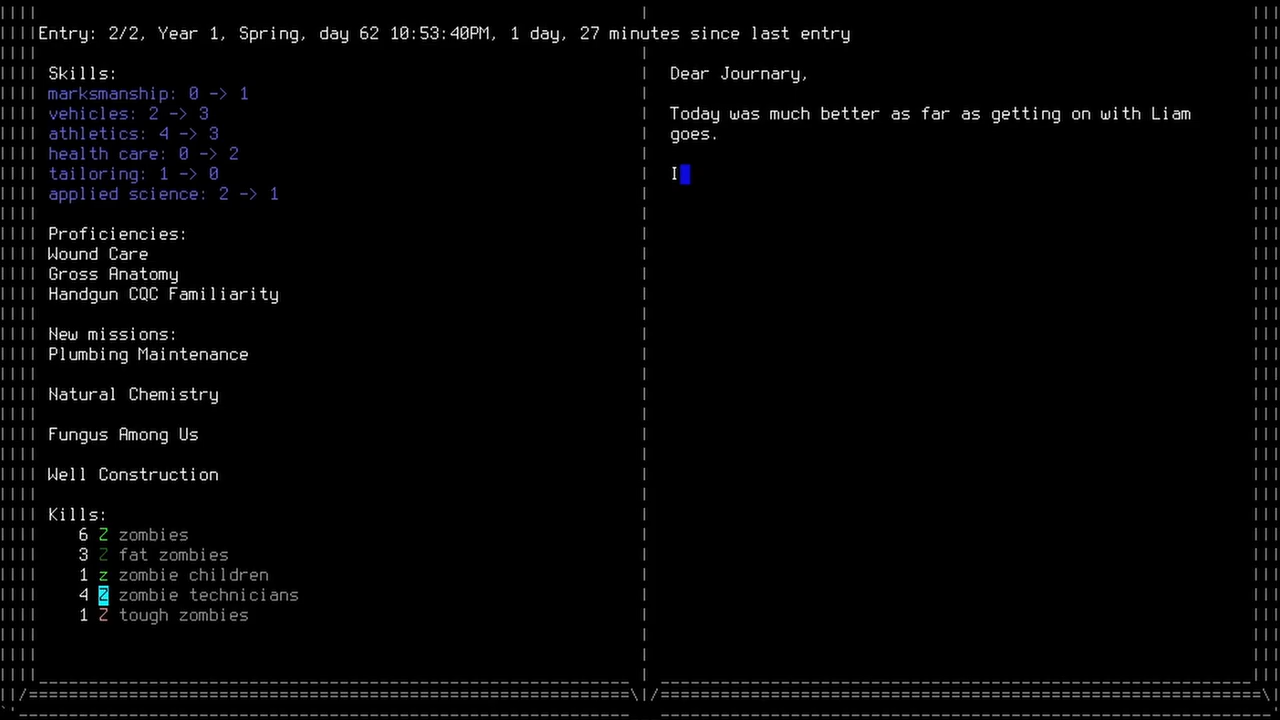 Entry: 2/2, Year 1, Spring, day 62 10:53:40PM, 1 day, 27 minutes since last entry
Skills:
marksmanship: 0 -> 1
vehicles: 2 -> 3
athletics: 4 -> 3
health care: 0 -> 2
tailoring: 1 -> 0
applied science: 2 -> 1
Proficiencies:
Wound Care
Gross Anatomy
Handgun CQC Familiarity
New missions:
Plumbing Maintenance
Natural Chemistry
Fungus Among Us
Well Construction
Kills:
6 Z zombies
3 Z fat zombies
1 z zombie children
4 Z zombie technicians
1 Z tough zombies
Dear Journary,
Today was much better as far as getting on with Liam
goes.
I